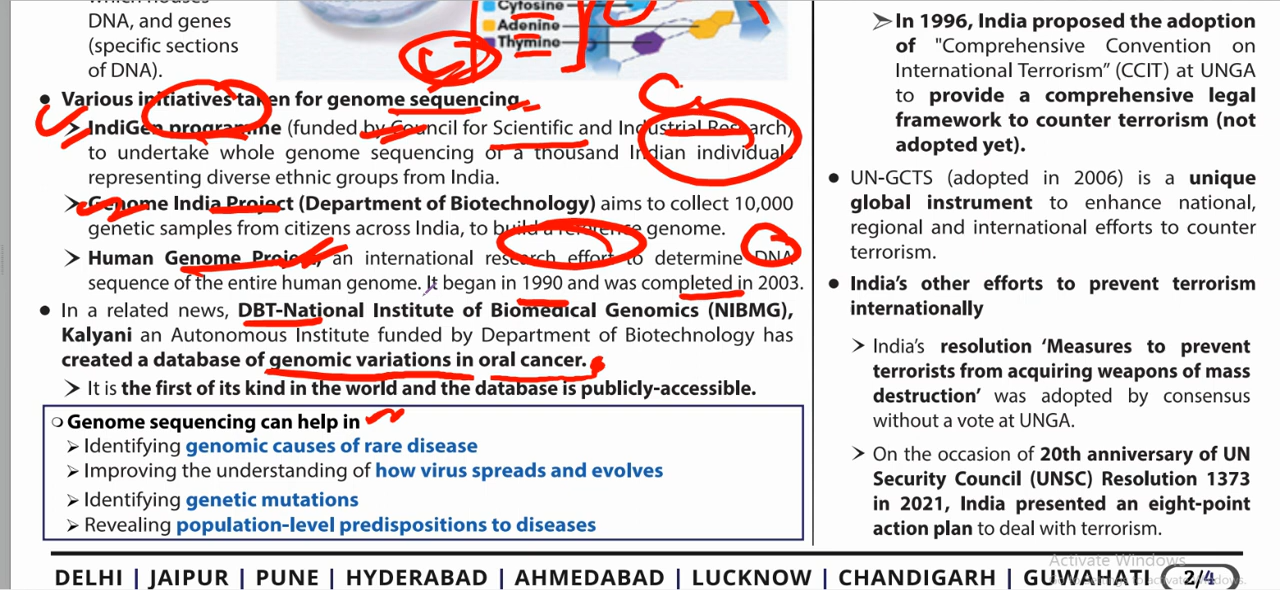 which houses
DNA, and genes
(specific sections
of DNA).
Cytosine
Adenine
Thymine
● Various initiatives taken for genome sequencing
➢ IndiGen programme (funded by Council for Scientific and Industrial Research)
to undertake whole genome sequencing of a thousand Indian individuals
representing diverse ethnic groups from India.
➢ Genome India Project (Department of Biotechnology) aims to collect 10,000
genetic samples from citizens across India, to build a reference genome.
➢ Human Genome Project, an international research effort to determine DNA
sequence of the entire human genome. It began in 1990 and was completed in 2003.
● In a related news, DBT-National Institute of Biomedical Genomics (NIBMG),
Kalyani an Autonomous Institute funded by Department of Biotechnology has
created a database of genomic variations in oral cancer.
➢ It is the first of its kind in the world and the database is publicly-accessible.
○ Genome sequencing can help in
➢ Identifying genomic causes of rare disease
➢ Improving the understanding of how virus spreads and evolves
➢ Identifying genetic mutations
➢ Revealing population-level predispositions to diseases
➢ In 1996, India proposed the adoption
of "Comprehensive Convention on
International Terrorism” (CCIT) at UNGA
to provide a comprehensive legal
framework to counter terrorism (not
adopted yet).
● UN-GCTS (adopted in 2006) is a unique
global instrument to enhance national,
regional and international efforts to counter
terrorism.
● India’s other efforts to prevent terrorism
internationally
➢ India’s resolution ‘Measures to prevent
terrorists from acquiring weapons of mass
destruction’ was adopted by consensus
without a vote at UNGA.
➢ On the occasion of 20th anniversary of UN
Security Council (UNSC) Resolution 1373
in 2021, India presented an eight-point
action plan to deal with terrorism.
DELHI | JAIPUR | PUNE | HYDERABAD | AHMEDABAD | LUCKNOW | CHANDIGARH | GUWAHATI 2/4
Activate Windows